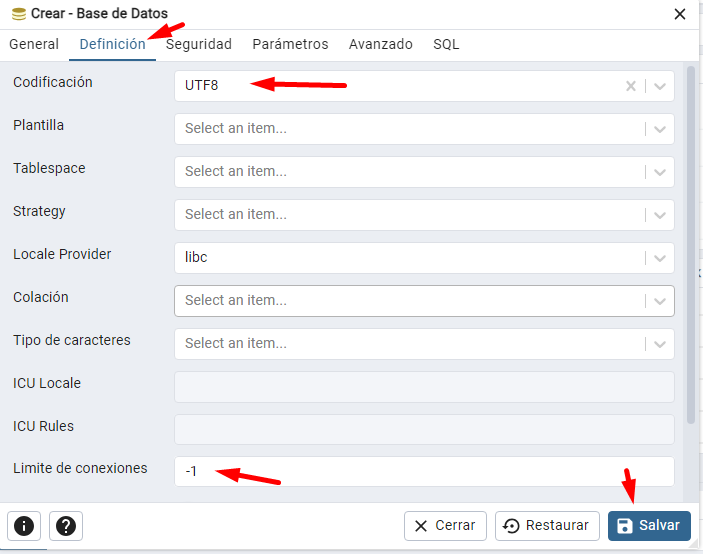 Crear - Base de Datos
General Definición Seguridad Parámetros Avanzado SQL
Codificación UTF8
Plantilla Select an item...
Tablespace Select an item...
Strategy Select an item...
Locale Provider libc
Colación Select an item...
Tipo de caracteres Select an item...
ICU Locale
ICU Rules
Limite de conexiones -1
Cerrar Restaurar Salvar